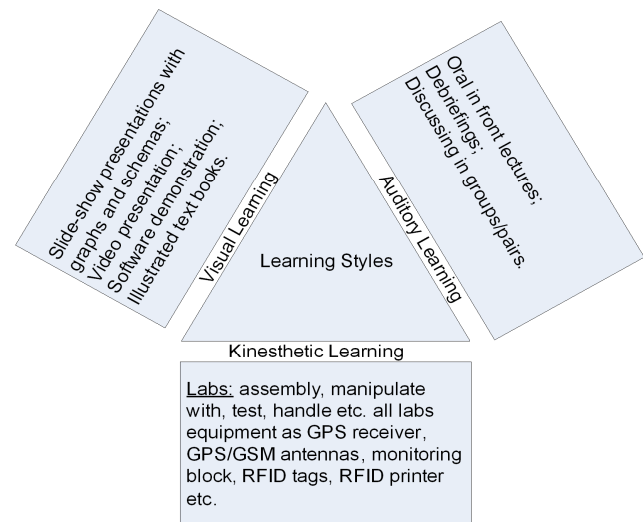 Slide-show presentations with
graphs and schemas;
Video presentation;
Software demonstration;
Illustrated text books.
Visual Learning
Oral in front lectures;
Debriefings;
Discussing in groups/pairs.
Auditory Learning
Learning Styles
Kinesthetic Learning
Labs: assembly, manipulate
with, test, handle etc. all labs
equipment as GPS receiver,
GPS/GSM antennas, monitoring
block, RFID tags, RFID printer
etc.